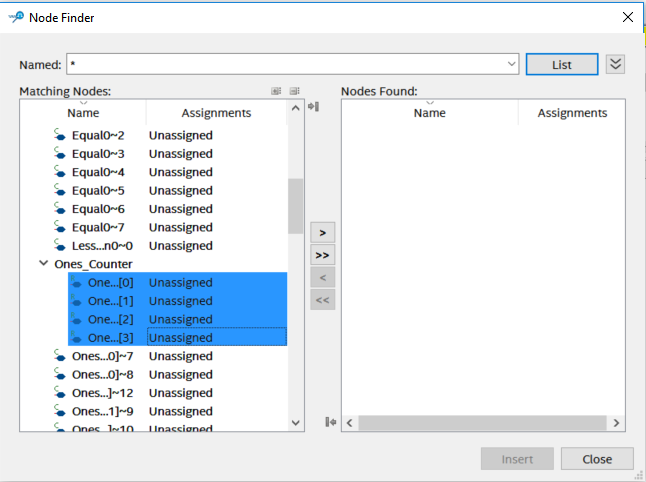 Node Finder
Named: * List
Matching Nodes: Nodes Found:
Name Assignments Name Assignments
Equal0~2 Unassigned
Equal0~3 Unassigned
Equal0~4 Unassigned
Equal0~5 Unassigned
Equal0~6 Unassigned
Equal0~7 Unassigned
Less...n0~0 Unassigned
Ones_Counter
One...[0] Unassigned
One...[1] Unassigned
One...[2] Unassigned
One...[3] Unassigned
Ones...0]~7 Unassigned
Ones...0]~8 Unassigned
Ones...]~12 Unassigned
Ones...1]~9 Unassigned
Ones...]~10 Unassigned
>
>>
<
<<
Insert Close